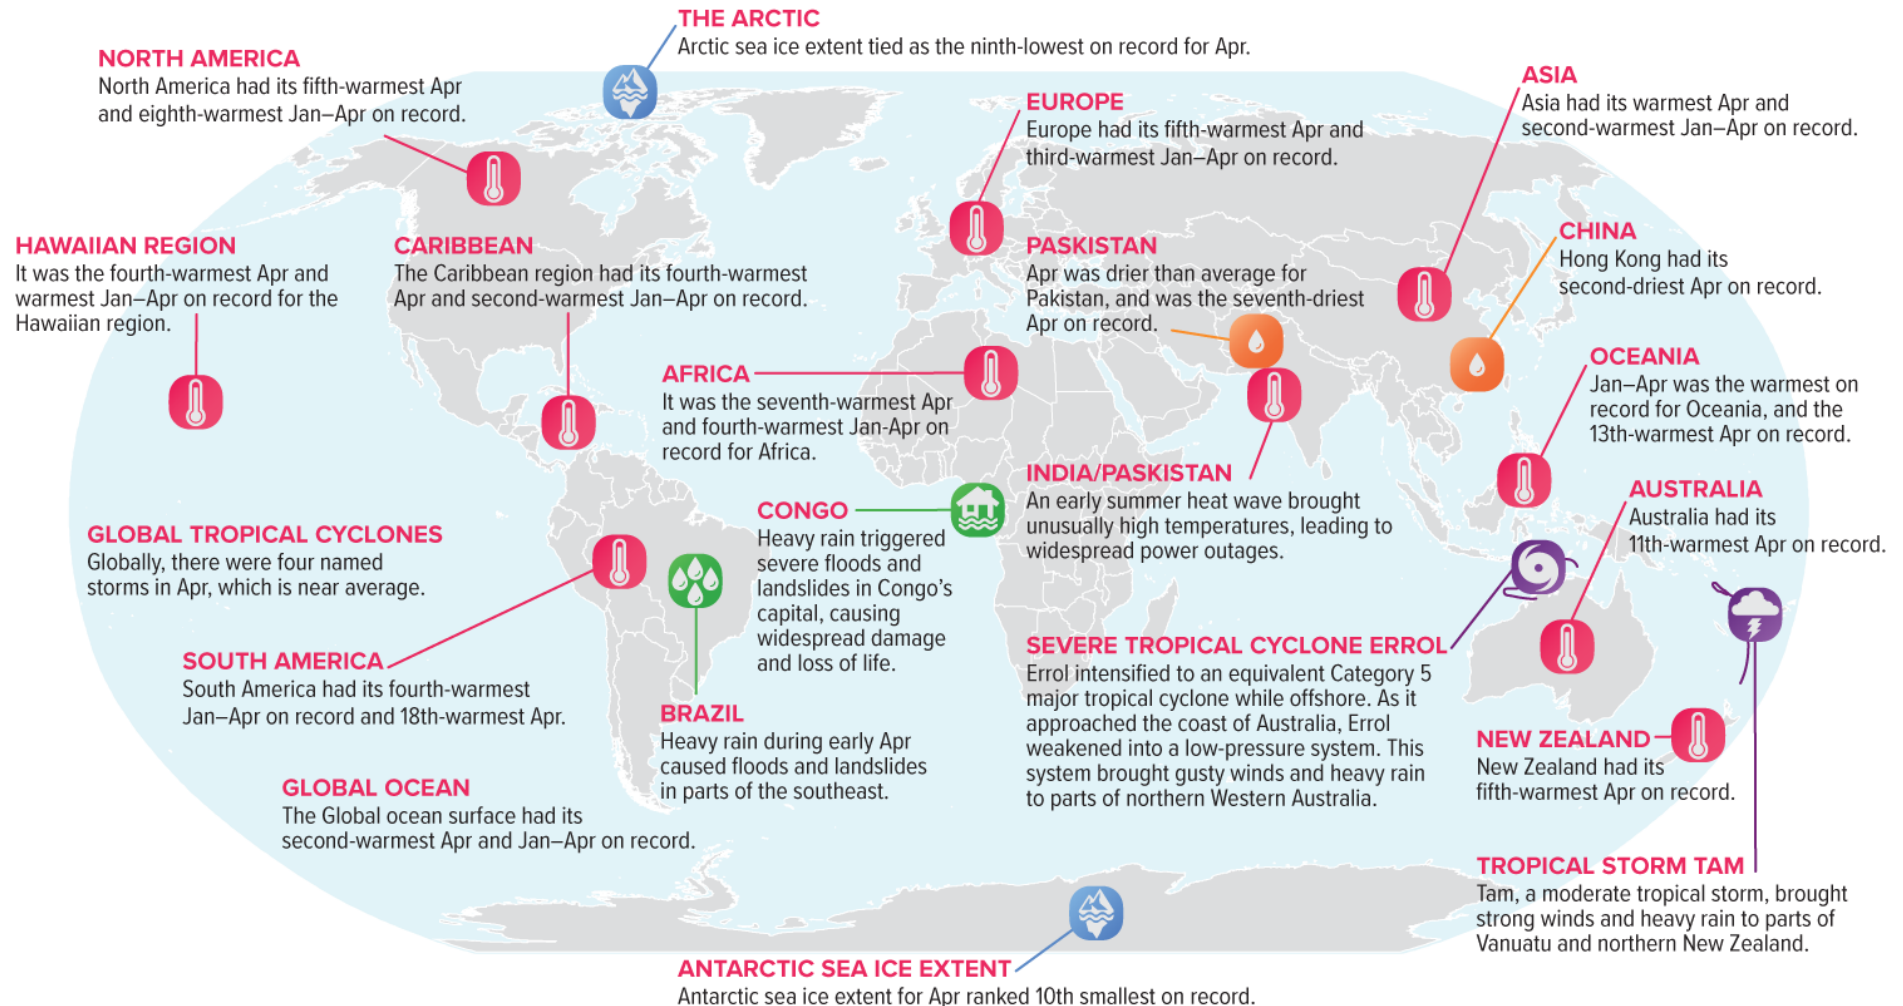 THE ARCTIC
Arctic sea ice extent tied as the ninth-lowest on record for Apr.
NORTH AMERICA
North America had its fifth-warmest Apr
and eighth-warmest Jan–Apr on record.
ASIA
Asia had its warmest Apr and
second-warmest Jan–Apr on record.
EUROPE
Europe had its fifth-warmest Apr and
third-warmest Jan–Apr on record.
HAWAIIAN REGION
It was the fourth-warmest Apr and
warmest Jan–Apr on record for the
Hawaiian region.
CARIBBEAN
The Caribbean region had its fourth-warmest
Apr and second-warmest Jan–Apr on record.
PASKISTAN
Apr was drier than average for
Pakistan, and was the seventh-driest
Apr on record.
CHINA
Hong Kong had its
second-driest Apr on record.
AFRICA
It was the seventh-warmest Apr
and fourth-warmest Jan-Apr on
record for Africa.
OCEANIA
Jan–Apr was the warmest on
record for Oceania, and the
13th-warmest Apr on record.
INDIA/PASKISTAN
An early summer heat wave brought
unusually high temperatures, leading to
widespread power outages.
AUSTRALIA
Australia had its
11th-warmest Apr on record.
CONGO
Heavy rain triggered
severe floods and
landslides in Congo's
capital, causing
widespread damage
and loss of life.
GLOBAL TROPICAL CYCLONES
Globally, there were four named
storms in Apr, which is near average.
SOUTH AMERICA
South America had its fourth-warmest
Jan–Apr on record and 18th-warmest Apr.
SEVERE TROPICAL CYCLONE ERROL
Errol intensified to an equivalent Category 5
major tropical cyclone while offshore. As it
approached the coast of Australia, Errol
weakened into a low-pressure system. This
system brought gusty winds and heavy rain
to parts of northern Western Australia.
BRAZIL
Heavy rain during early Apr
caused floods and landslides
in parts of the southeast.
NEW ZEALAND
New Zealand had its
fifth-warmest Apr on record.
GLOBAL OCEAN
The Global ocean surface had its
second-warmest Apr and Jan–Apr on record.
TROPICAL STORM TAM
Tam, a moderate tropical storm, brought
strong winds and heavy rain to parts of
Vanuatu and northern New Zealand.
ANTARCTIC SEA ICE EXTENT
Antarctic sea ice extent for Apr ranked 10th smallest on record.